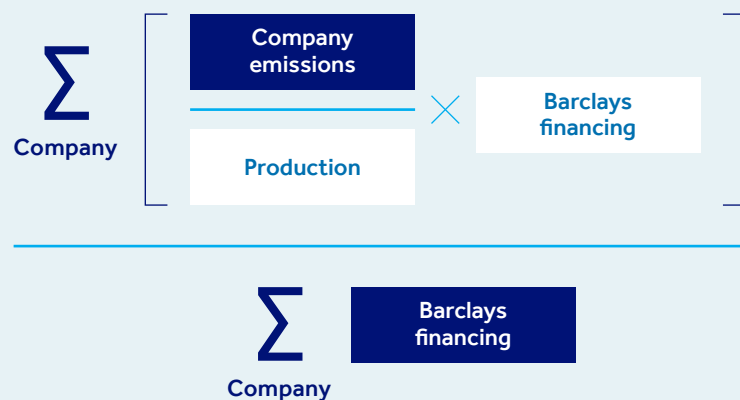 ∑
Company
Company
emissions
Production
×
Barclays
financing
∑
Company
Barclays
financing